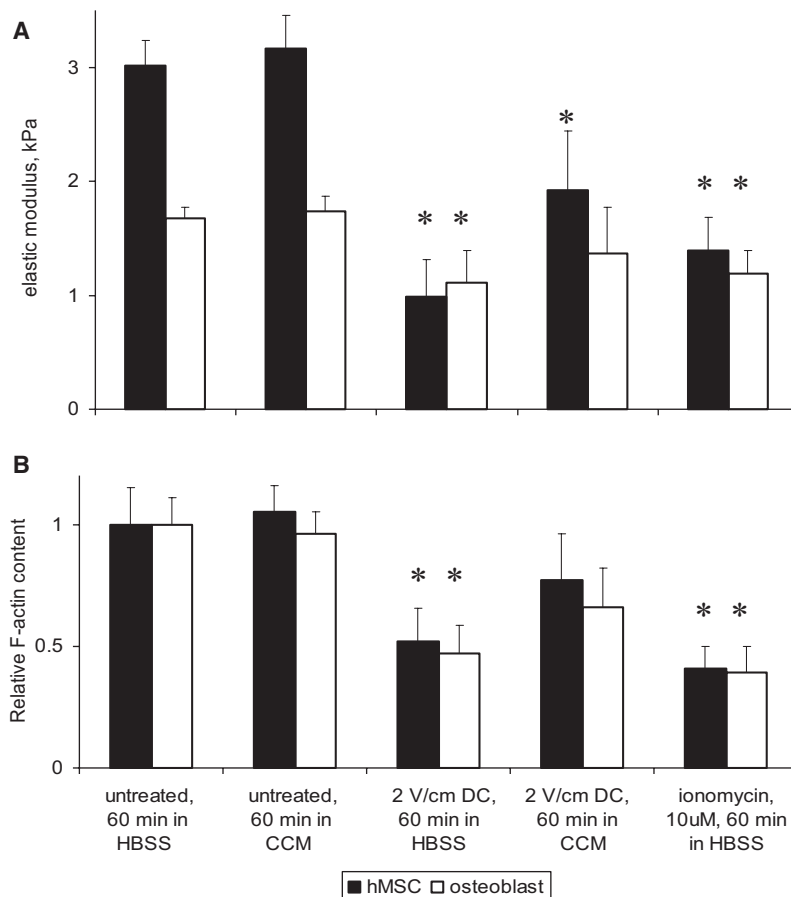 A
elastic modulus, kPa
3
2
1
0
*
* *
*
* *
B
Relative F-actin content
1
0.5
0
* *
* *
untreated,
60 min in
HBSS
untreated,
60 min in
CCM
2 V/cm DC,
60 min in
HBSS
2 V/cm DC,
60 min in
CCM
ionomycin,
10uM, 60 min
in HBSS
hMSC osteoblast